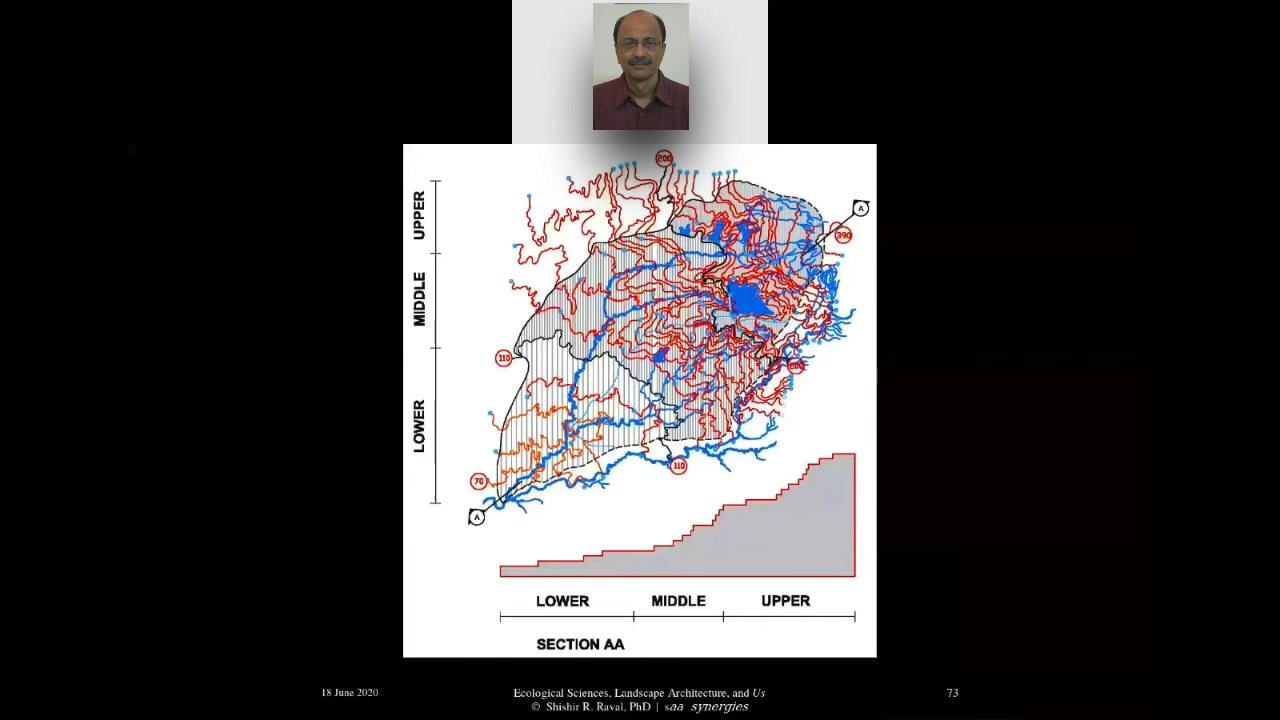 200
UPPER
A
390
MIDDLE
110
LOWER
110
70
A
LOWER MIDDLE UPPER
SECTION AA
18 June 2020
Ecological Sciences, Landscape Architecture, and Us
© Shishir R. Raval, PhD | saa synergies
73